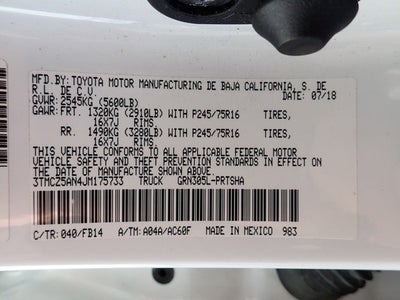 MFD.BY:TOYOTA MOTOR MANUFACTURING DE BAJA CALIFORNIA, S. DE
R.L. DE C.V. DATE: 07/18
GVWR:2545KG (5600LB)
GAWR:FRT. 1320KG (2910LB) WITH P245/75R16 TIRES,
16X7J RIMS
RR. 1490KG (3280LB) WITH P245/75R16 TIRES,
16X7J RIMS
THIS VEHICLE CONFORMS TO ALL APPLICABLE FEDERAL MOTOR
VEHICLE SAFETY AND THEFT PREVENTION STANDARDS IN EFFECT
ON THE DATE OF MANUFACTURE SHOWN ABOVE.
3TMCZ5AN4JM175733 TRUCK GRN305L-PRTSHA
C/TR: 040/FB14 A/TM: A04A/AC60F MADE IN MEXICO 983